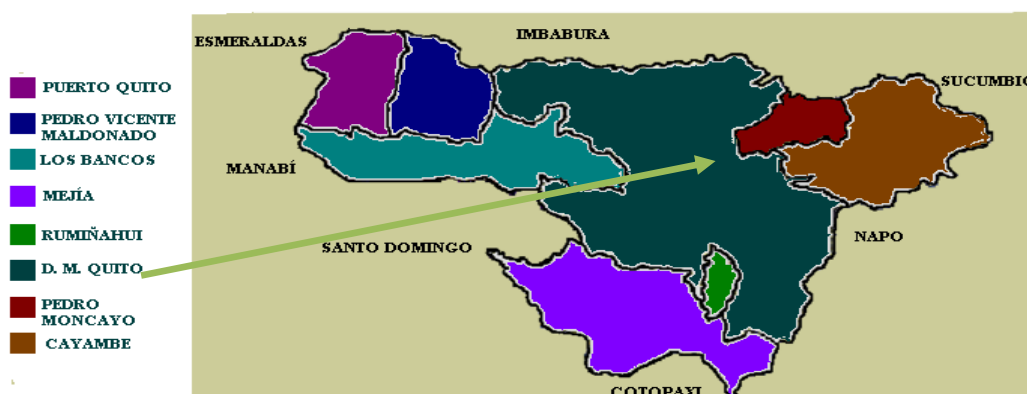 ESMERALDAS
IMBABURA
SUCUMBIO
MANABÍ
SANTO DOMINGO
NAPO
COTOPAXI
PUERTO QUITO
PEDRO VICENTE
MALDONADO
LOS BANCOS
MEJÍA
RUMIÑAHUI
D. M. QUITO
PEDRO
MONCAYO
CAYAMBE